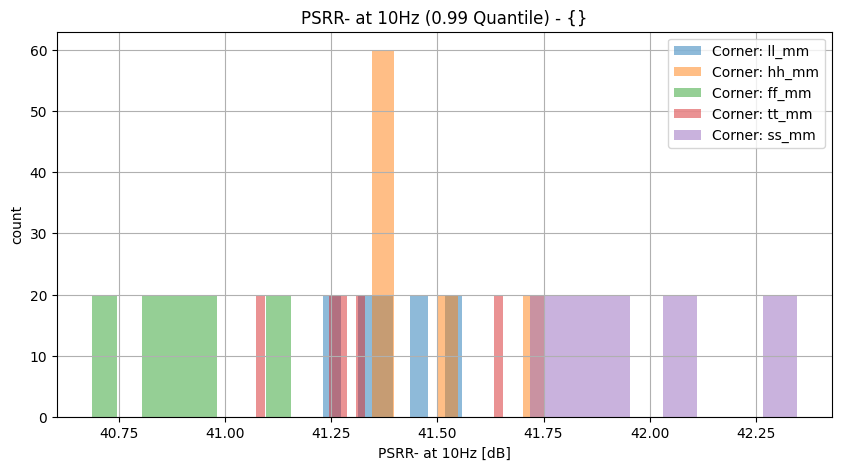 PSRR- at 10Hz (0.99 Quantile) - {}
count
60
50
40
30
20
10
0
Corner: ll_mm
Corner: hh_mm
Corner: ff_mm
Corner: tt_mm
Corner: ss_mm
40.75 41.00 41.25 41.50 41.75 42.00 42.25
PSRR- at 10Hz [dB]